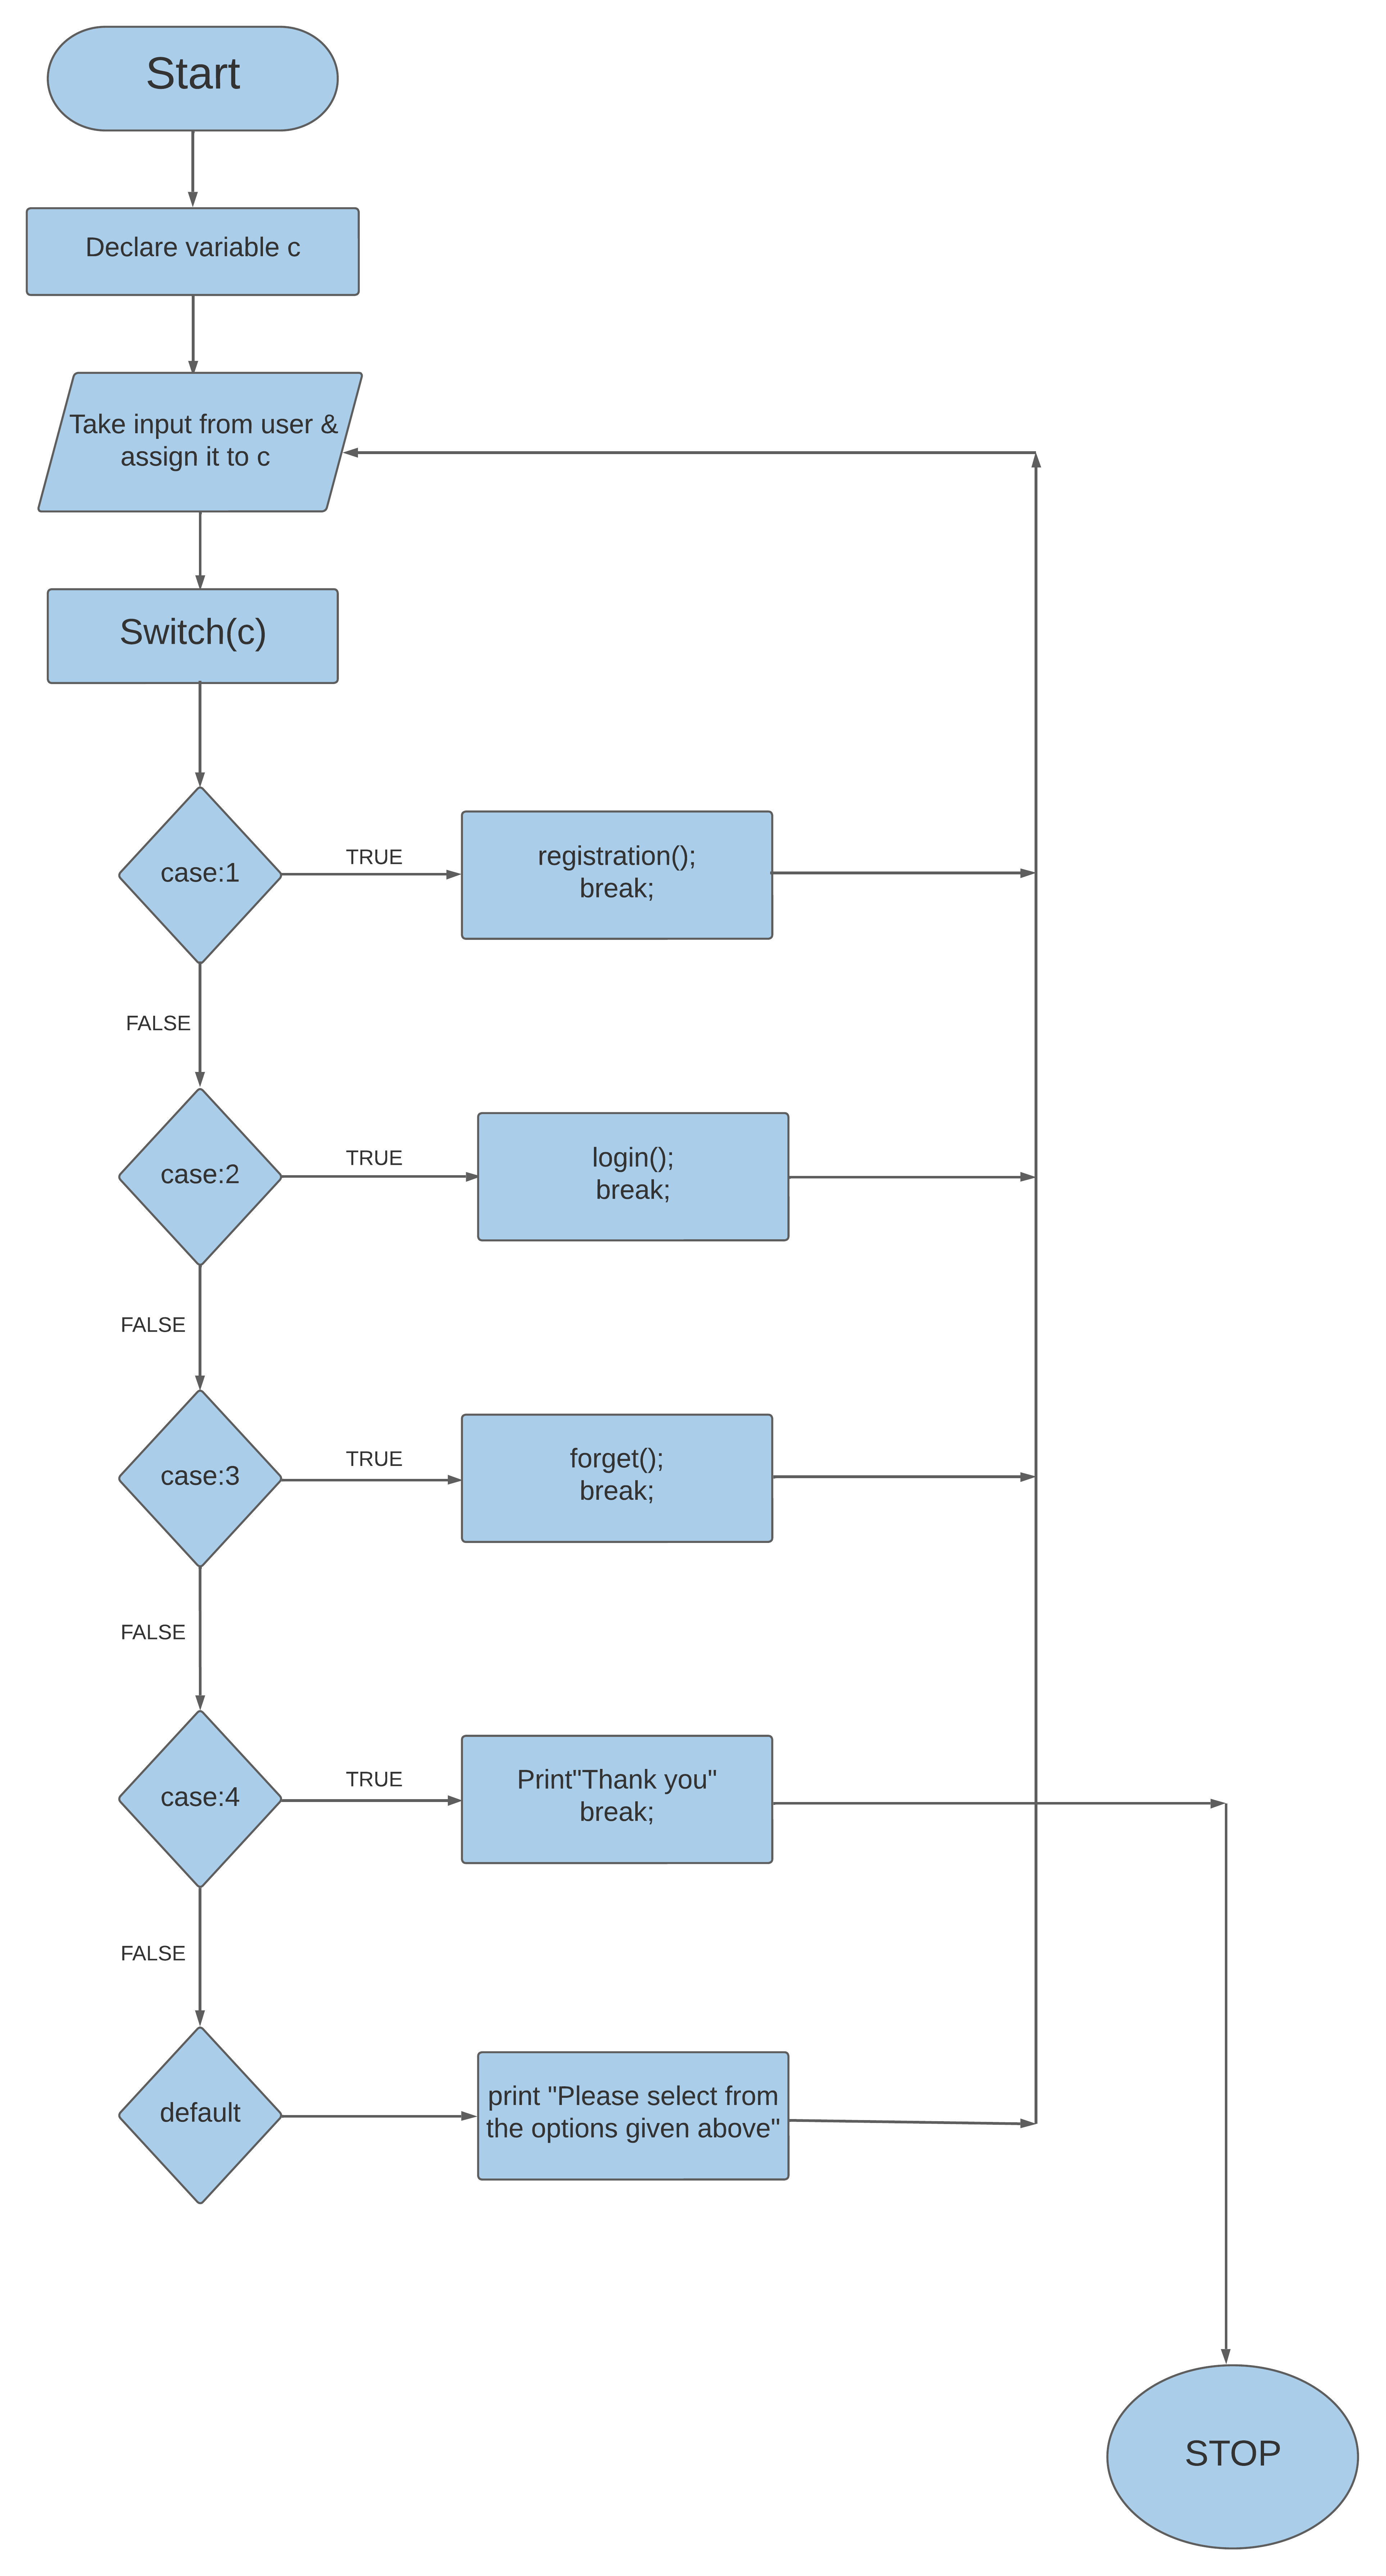 Start
Declare variable c
Take input from user &
assign it to c
Switch(c)
case:1
TRUE
registration();
break;
FALSE
case:2
TRUE
login();
break;
FALSE
case:3
TRUE
forget();
break;
FALSE
case:4
TRUE
Print"Thank you"
break;
FALSE
default
print "Please select from
the options given above"
STOP